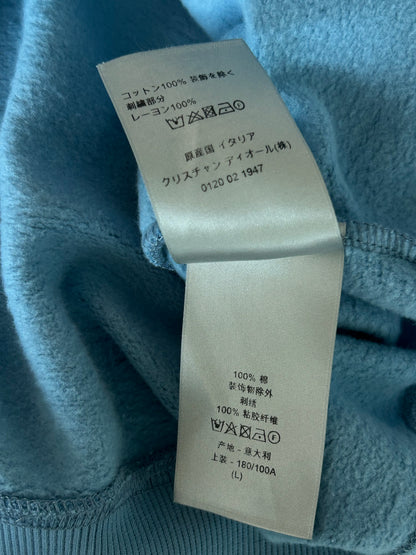 コットン100% 装飾を除く
刺繍部分
レーヨン100%
原産国 イタリア
クリスチャン ディオール(株)
0120 02 1947
100% 棉
装饰物除外
刺绣
100% 粘胶纤维
产地 - 意大利
上装 - 180/100A
(L)